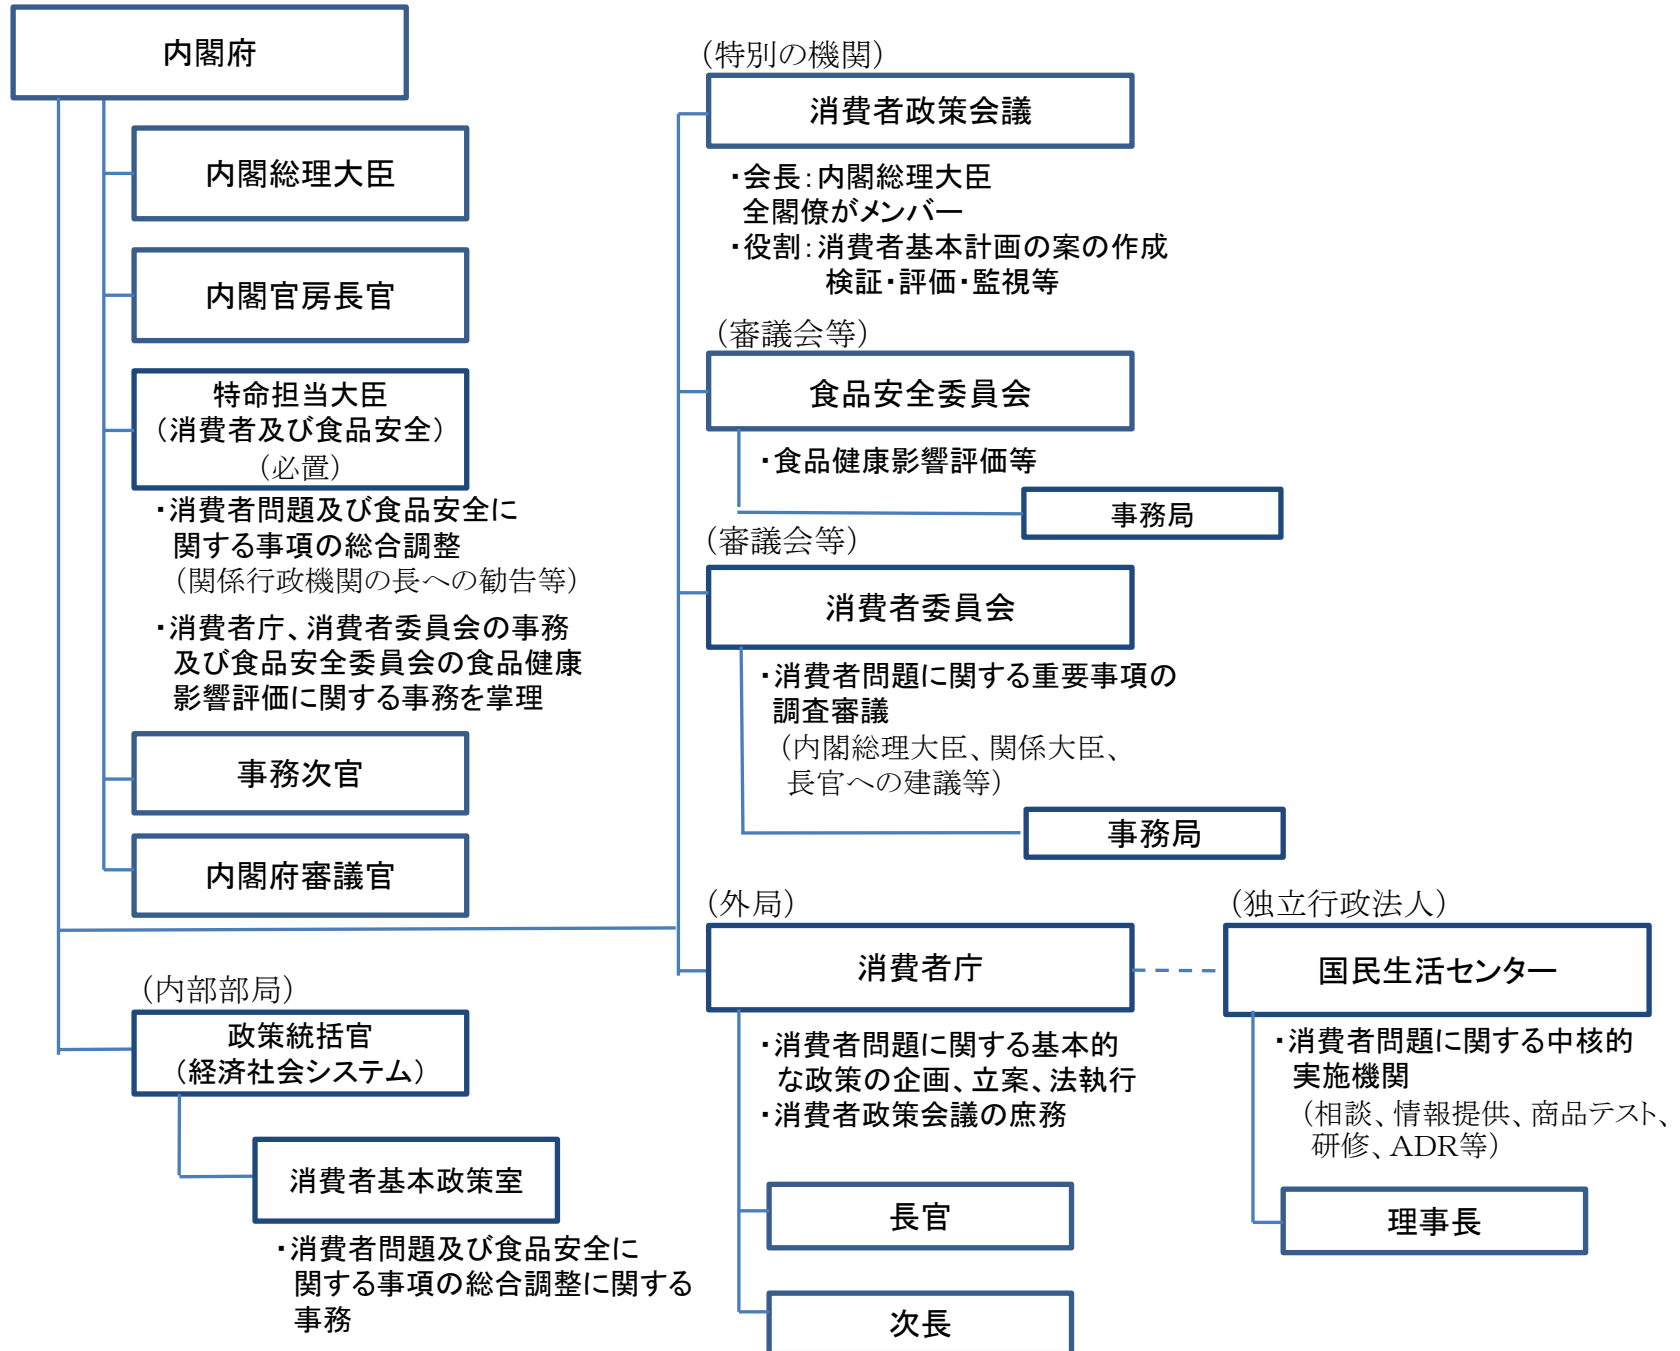 内閣府
内閣総理大臣
内閣官房長官
特命担当大臣
（消費者及び食品安全）
（必置）
・消費者問題及び食品安全に
関する事項の総合調整
（関係行政機関の長への勧告等）
・消費者庁、消費者委員会の事務
及び食品安全委員会の食品健康
影響評価に関する事務を掌理
事務次官
内閣府審議官
（内部部局）
政策統括官
（経済社会システム）
消費者基本政策室
・消費者問題及び食品安全に
関する事項の総合調整に関する
事務
（特別の機関）
消費者政策会議
・会長：内閣総理大臣
全閣僚がメンバー
・役割：消費者基本計画の案の作成
検証・評価・監視等
（審議会等）
食品安全委員会
・食品健康影響評価等
事務局
（審議会等）
消費者委員会
・消費者問題に関する重要事項の
調査審議
（内閣総理大臣、関係大臣、
長官への建議等）
事務局
（外局）
消費者庁
・消費者問題に関する基本的
な政策の企画、立案、法執行
・消費者政策会議の庶務
長官
次長
（独立行政法人）
国民生活センター
・消費者問題に関する中核的
実施機関
（相談、情報提供、商品テスト、
研修、ADR等）
理事長